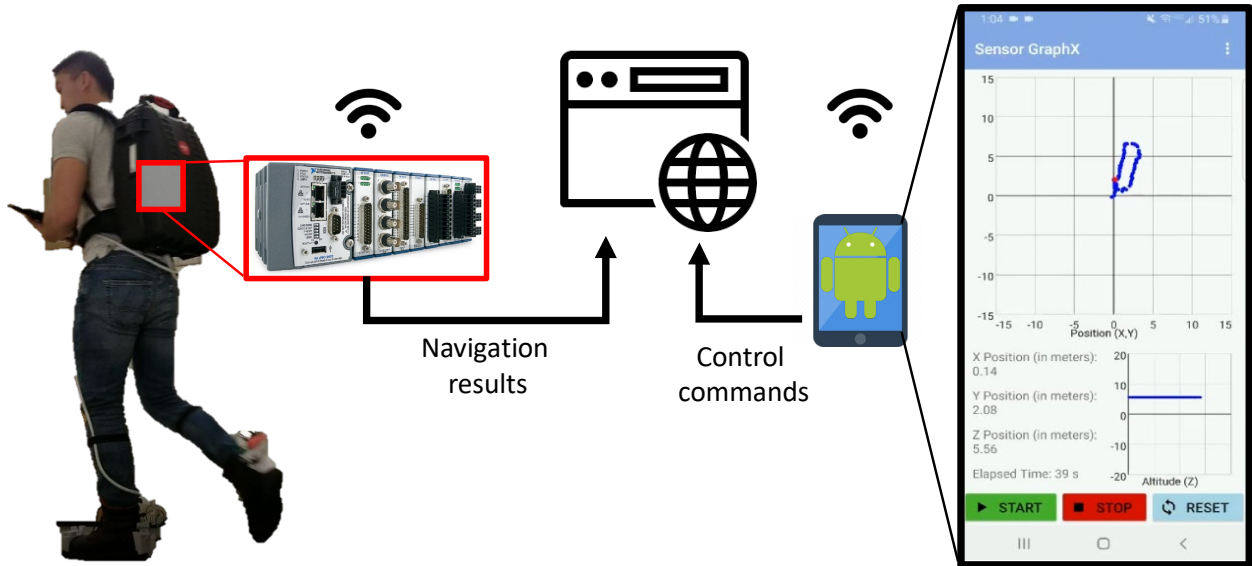 1:04
51%
Sensor GraphX
15
10
5
0
-5
-10
-15
-15 -10 -5 0 5 10 15
Position (X,Y)
X Position (in meters):
0.14
Y Position (in meters):
2.08
Z Position (in meters):
5.56
Elapsed Time: 39 s
20
10
0
-10
-20
Altitude (Z)
START
STOP
RESET
Navigation
results
Control
commands